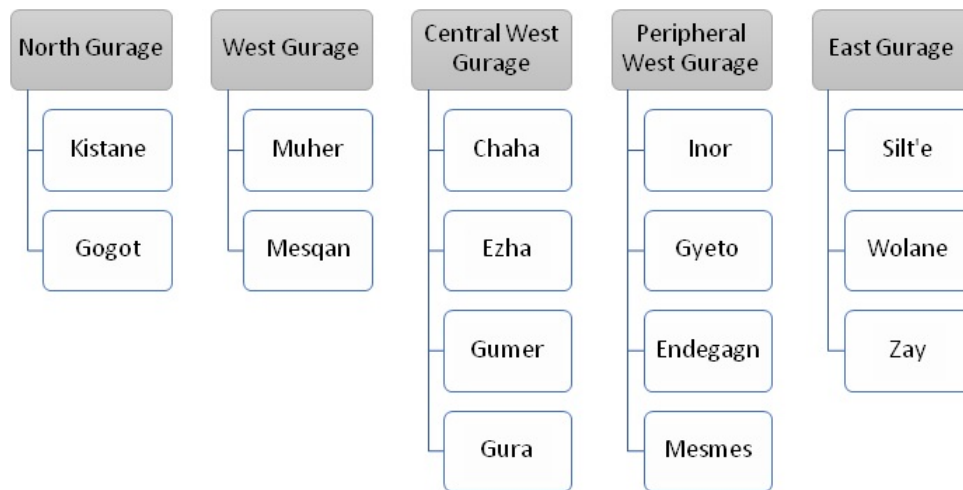 North Gurage
Kistane
Gogot
West Gurage
Muher
Mesqan
Central West
Gurage
Chaha
Ezha
Gumer
Gura
Peripheral
West Gurage
Inor
Gyeto
Endegagn
Mesmes
East Gurage
Silt'e
Wolane
Zay